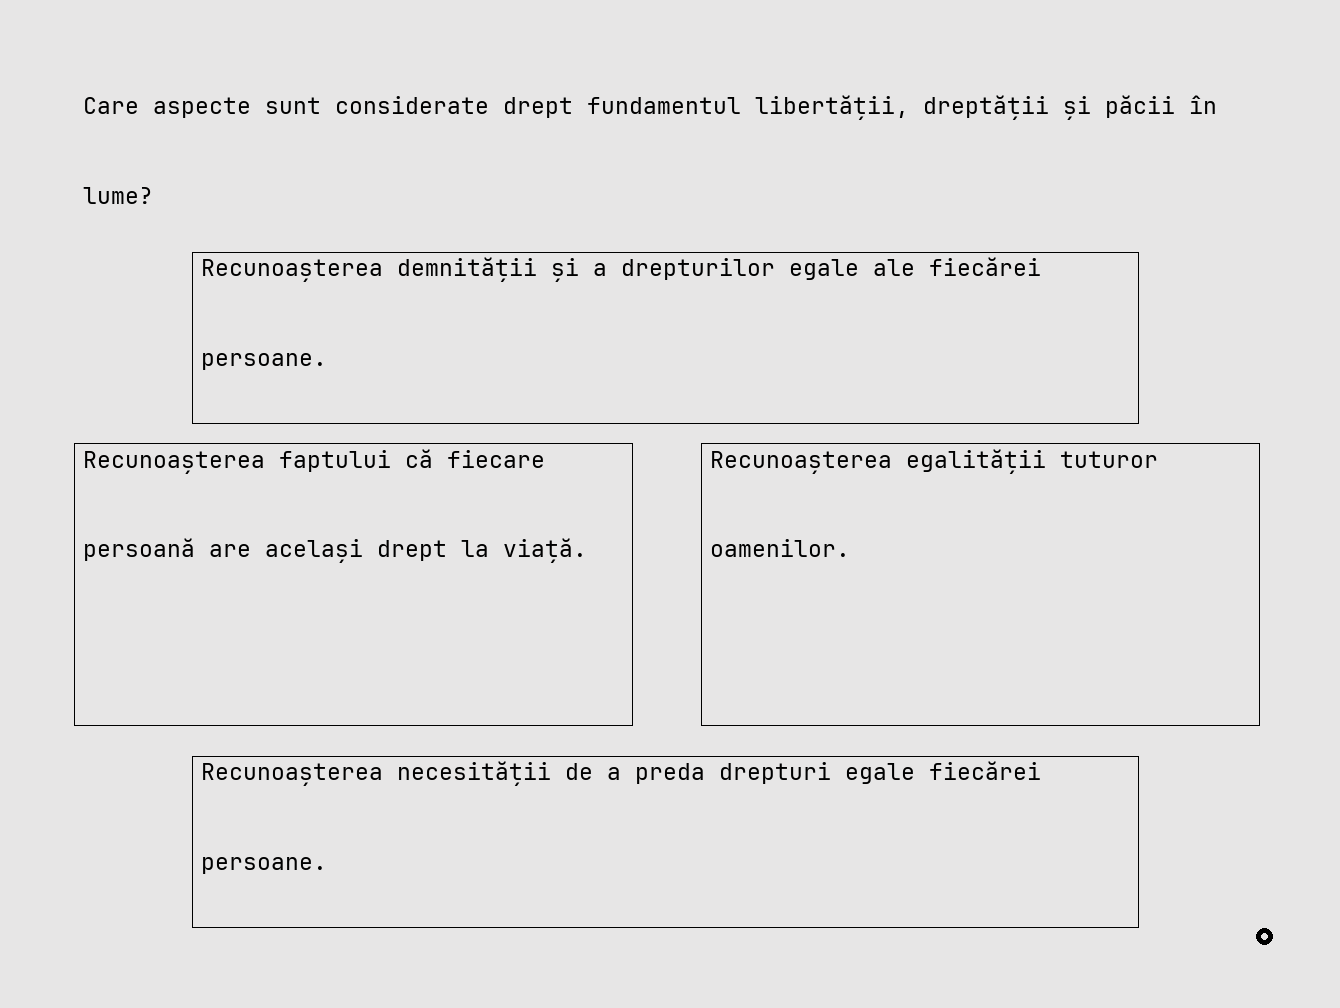 Care aspecte sunt considerate drept fundamentul libertății, dreptății și păcii în
lume?
Recunoașterea demnității și a drepturilor egale ale fiecărei
persoane.
Recunoașterea faptului că fiecare
persoană are același drept la viață.
Recunoașterea egalității tuturor
oamenilor.
Recunoașterea necesității de a preda drepturi egale fiecărei
persoane.